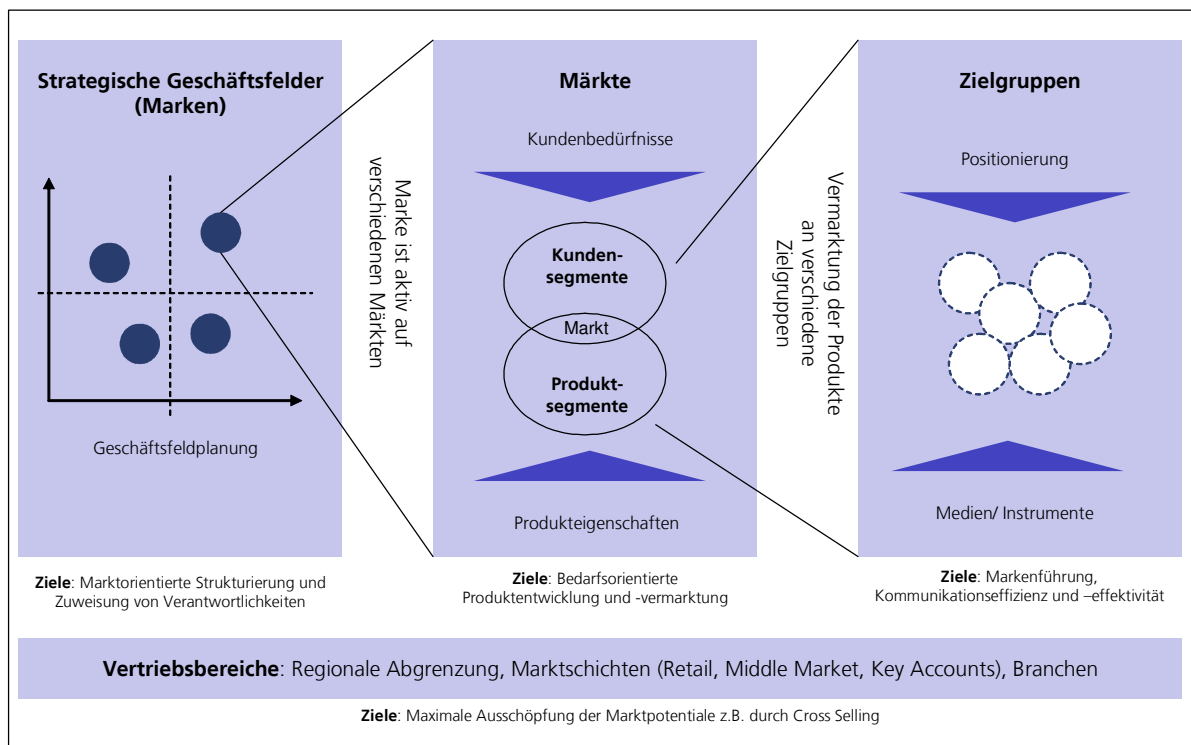 Strategische Geschäftsfelder
(Marken)
Geschäftsfeldplanung
Ziele: Marktorientierte Strukturierung und
Zuweisung von Verantwortlichkeiten
Marke ist aktiv auf
verschiedenen Märkten
Märkte
Kundenbedürfnisse
Kunden-
segmente
Markt
Produkt-
segmente
Produkteigenschaften
Ziele: Bedarfsorientierte
Produktentwicklung und -vermarktung
Vermarktung der Produkte
an verschiedene
Zielgruppen
Zielgruppen
Positionierung
Medien/ Instrumente
Ziele: Markenführung,
Kommunikationseffizienz und –effektivität
Vertriebsbereiche: Regionale Abgrenzung, Marktschichten (Retail, Middle Market, Key Accounts), Branchen
Ziele: Maximale Ausschöpfung der Marktpotentiale z.B. durch Cross Selling